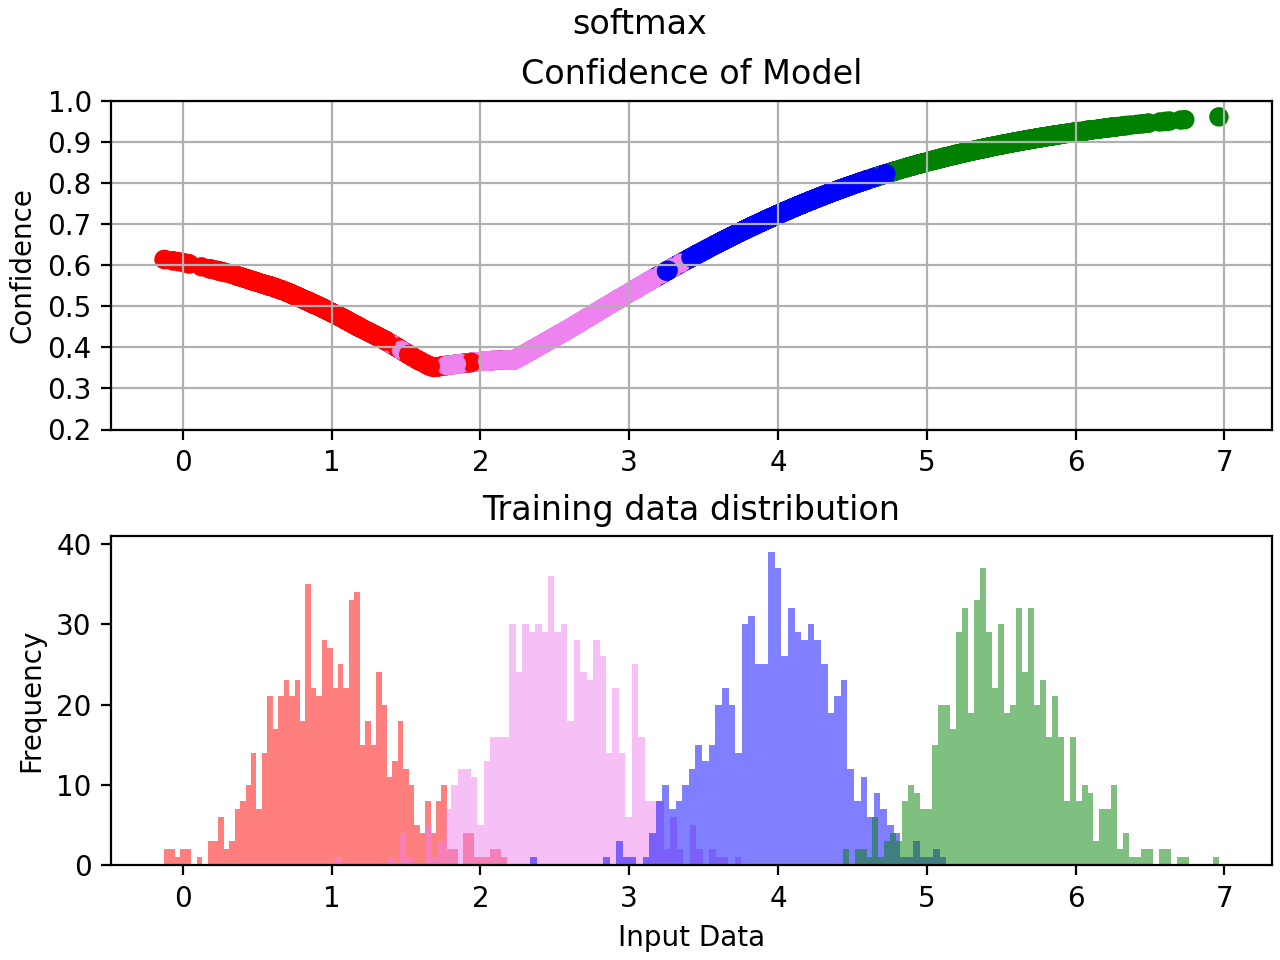 softmax
Confidence of Model
1.0
0.9
0.8
0.7
0.6
0.5
0.4
0.3
0.2
Confidence
0 1 2 3 4 5 6 7
Training data distribution
40
30
20
10
0
Frequency
0 1 2 3 4 5 6 7
Input Data